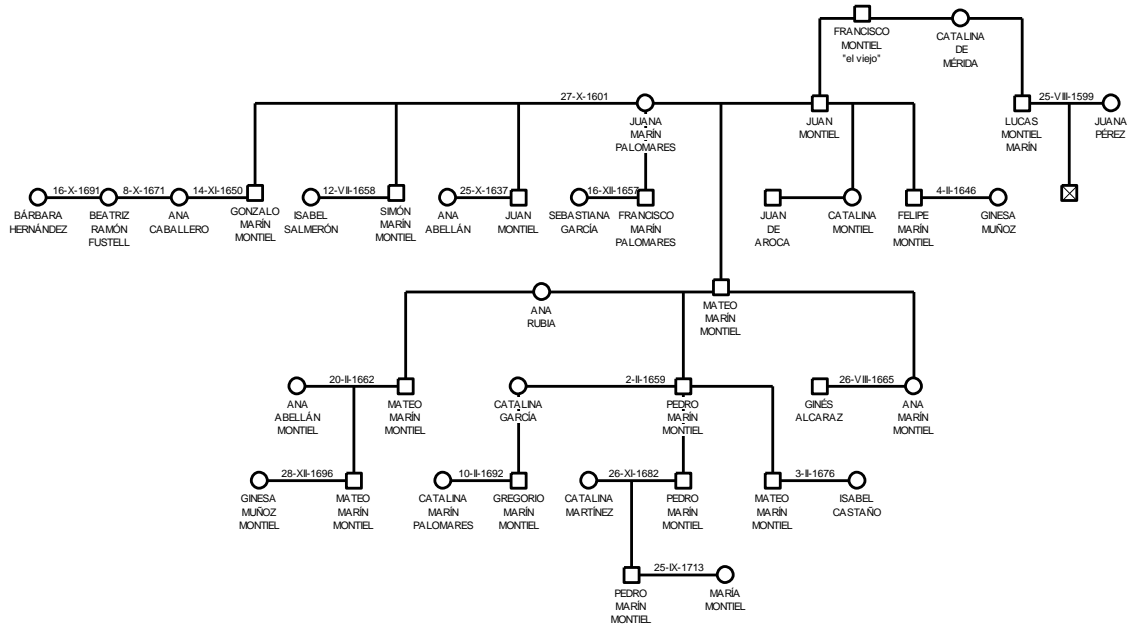 FRANCISCO
MONTIEL
"el viejo"
CATALINA
DE
MÉRIDA
27-X-1601
25-VIII-1599
JUANA
MARÍN
PALOMARES
JUAN
MONTIEL
LUCAS
MONTIEL
MARÍN
JUANA
PÉREZ
16-X-1691
8-X-1671
14-XI-1650
12-VII-1658
25-X-1637
16-XII-1657
4-II-1646
BÁRBARA
HERNÁNDEZ
BEATRIZ
RAMÓN
FUSTELL
ANA
CABALLERO
GONZALO
MARÍN
MONTIEL
ISABEL
SALMERÓN
SIMÓN
MARÍN
MONTIEL
ANA
ABELLÁN
JUAN
MONTIEL
SEBASTIANA
GARCÍA
FRANCISCO
MARÍN
PALOMARES
JUAN
DE
AROCA
CATALINA
MONTIEL
FELIPE
MARÍN
MONTIEL
GINESA
MUÑOZ
ANA
RUBIA
MATEO
MARÍN
MONTIEL
20-II-1662
2-II-1659
26-VIII-1665
ANA
ABELLÁN
MONTIEL
MATEO
MARÍN
MONTIEL
CATALINA
GARCÍA
PEDRO
MARÍN
MONTIEL
GINÉS
ALCARAZ
ANA
MARÍN
MONTIEL
28-XII-1696
10-II-1692
26-XI-1682
3-II-1676
GINESA
MUÑOZ
MONTIEL
MATEO
MARÍN
MONTIEL
CATALINA
MARÍN
PALOMARES
GREGORIO
MARÍN
MONTIEL
CATALINA
MARTÍNEZ
PEDRO
MARÍN
MONTIEL
MATEO
MARÍN
MONTIEL
ISABEL
CASTAÑO
25-IX-1713
PEDRO
MARÍN
MONTIEL
MARÍA
MONTIEL